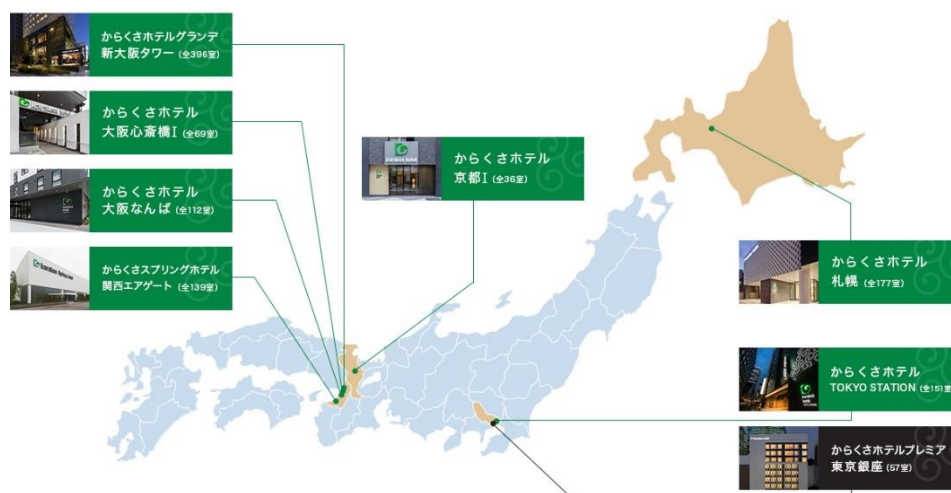 からくさホテルグランデ
新大阪タワー (全396室)
からくさホテル
大阪心斎橋I (全69室)
からくさホテル
大阪なんば (全112室)
からくさスプリングホテル
関西エアゲート (全139室)
からくさホテル
京都I (全36室)
からくさホテル
札幌 (全177室)
からくさホテル
TOKYO STATION (全151室)
からくさホテルプレミア
東京銀座 (57室)